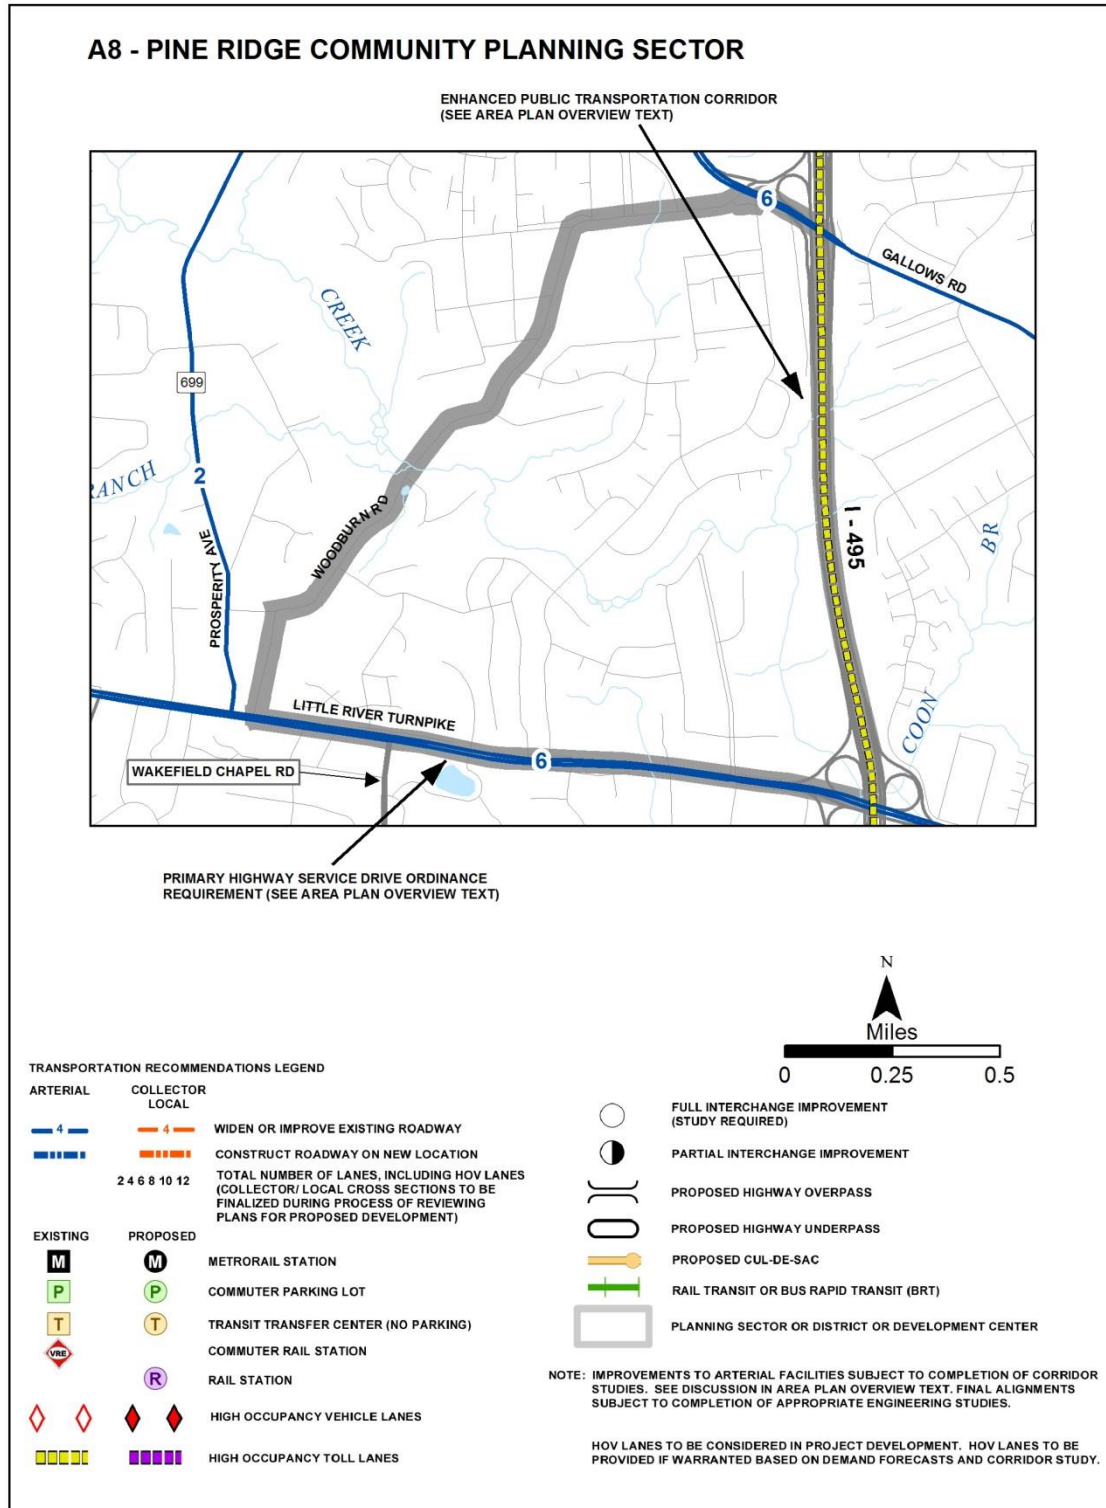 A8 - PINE RIDGE COMMUNITY PLANNING SECTOR
ENHANCED PUBLIC TRANSPORTATION CORRIDOR
(SEE AREA PLAN OVERVIEW TEXT)
6
GALLOWS RD
CREEK
699
2
RANCH
PROSPERITY AVE
WOODBURN RD
I - 495
BR
COON
LITTLE RIVER TURNPIKE
6
WAKEFIELD CHAPEL RD
PRIMARY HIGHWAY SERVICE DRIVE ORDINANCE
REQUIREMENT (SEE AREA PLAN OVERVIEW TEXT)
N
Miles
0 0.25 0.5
TRANSPORTATION RECOMMENDATIONS LEGEND
ARTERIAL
COLLECTOR
LOCAL
4 4 WIDEN OR IMPROVE EXISTING ROADWAY
CONSTRUCT ROADWAY ON NEW LOCATION
2 4 6 8 10 12 TOTAL NUMBER OF LANES, INCLUDING HOV LANES
(COLLECTOR/ LOCAL CROSS SECTIONS TO BE
FINALIZED DURING PROCESS OF REVIEWING
PLANS FOR PROPOSED DEVELOPMENT)
EXISTING PROPOSED
M M METRORAIL STATION
P P COMMUTER PARKING LOT
T T TRANSIT TRANSFER CENTER (NO PARKING)
VRE COMMUTER RAIL STATION
R RAIL STATION
HIGH OCCUPANCY VEHICLE LANES
HIGH OCCUPANCY TOLL LANES
FULL INTERCHANGE IMPROVEMENT
(STUDY REQUIRED)
PARTIAL INTERCHANGE IMPROVEMENT
PROPOSED HIGHWAY OVERPASS
PROPOSED HIGHWAY UNDERPASS
PROPOSED CUL-DE-SAC
RAIL TRANSIT OR BUS RAPID TRANSIT (BRT)
PLANNING SECTOR OR DISTRICT OR DEVELOPMENT CENTER
NOTE: IMPROVEMENTS TO ARTERIAL FACILITIES SUBJECT TO COMPLETION OF CORRIDOR
STUDIES. SEE DISCUSSION IN AREA PLAN OVERVIEW TEXT. FINAL ALIGNMENTS
SUBJECT TO COMPLETION OF APPROPRIATE ENGINEERING STUDIES.
HOV LANES TO BE CONSIDERED IN PROJECT DEVELOPMENT. HOV LANES TO BE
PROVIDED IF WARRANTED BASED ON DEMAND FORECASTS AND CORRIDOR STUDY.